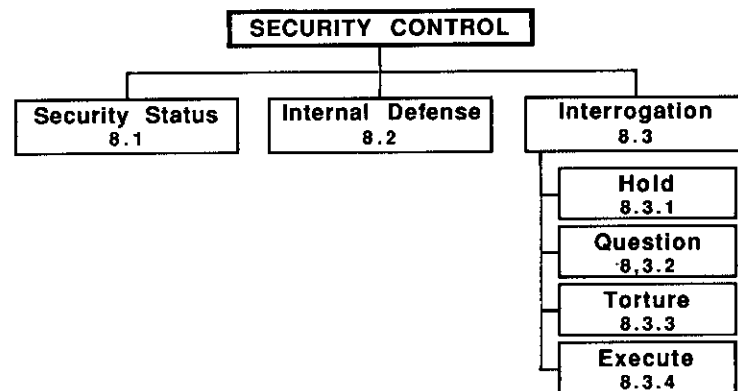 SECURITY CONTROL
Security Status
8.1
Internal Defense
8.2
Interrogation
8.3
Hold
8.3.1
Question
8,3.2
Torture
8.3.3
Execute
8.3.4